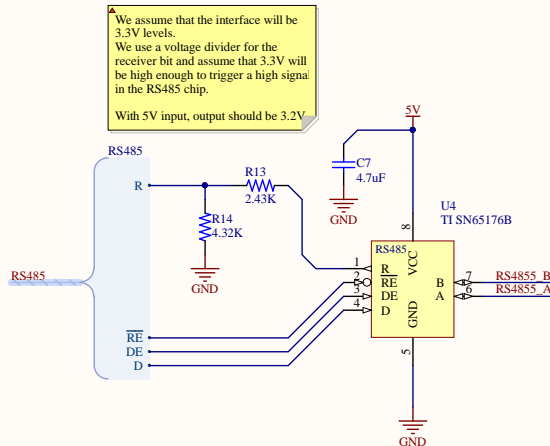 We assume that the interface will be
3.3V levels.
We use a voltage divider for the
receiver bit and assume that 3.3V will
be high enough to trigger a high signal
in the RS485 chip.
With 5V input, output should be 3.2V
RS485
R
R13
2.43K
R14
4.32K
GND
5V
C7
4.7uF
GND
U4
TI SN65176B
8
VCC
RS485
1
R
2
RE
3
DE
4
D
B
7
RS4855_B
A
6
RS4855_A
GND
5
GND
RS485
RE
DE
D